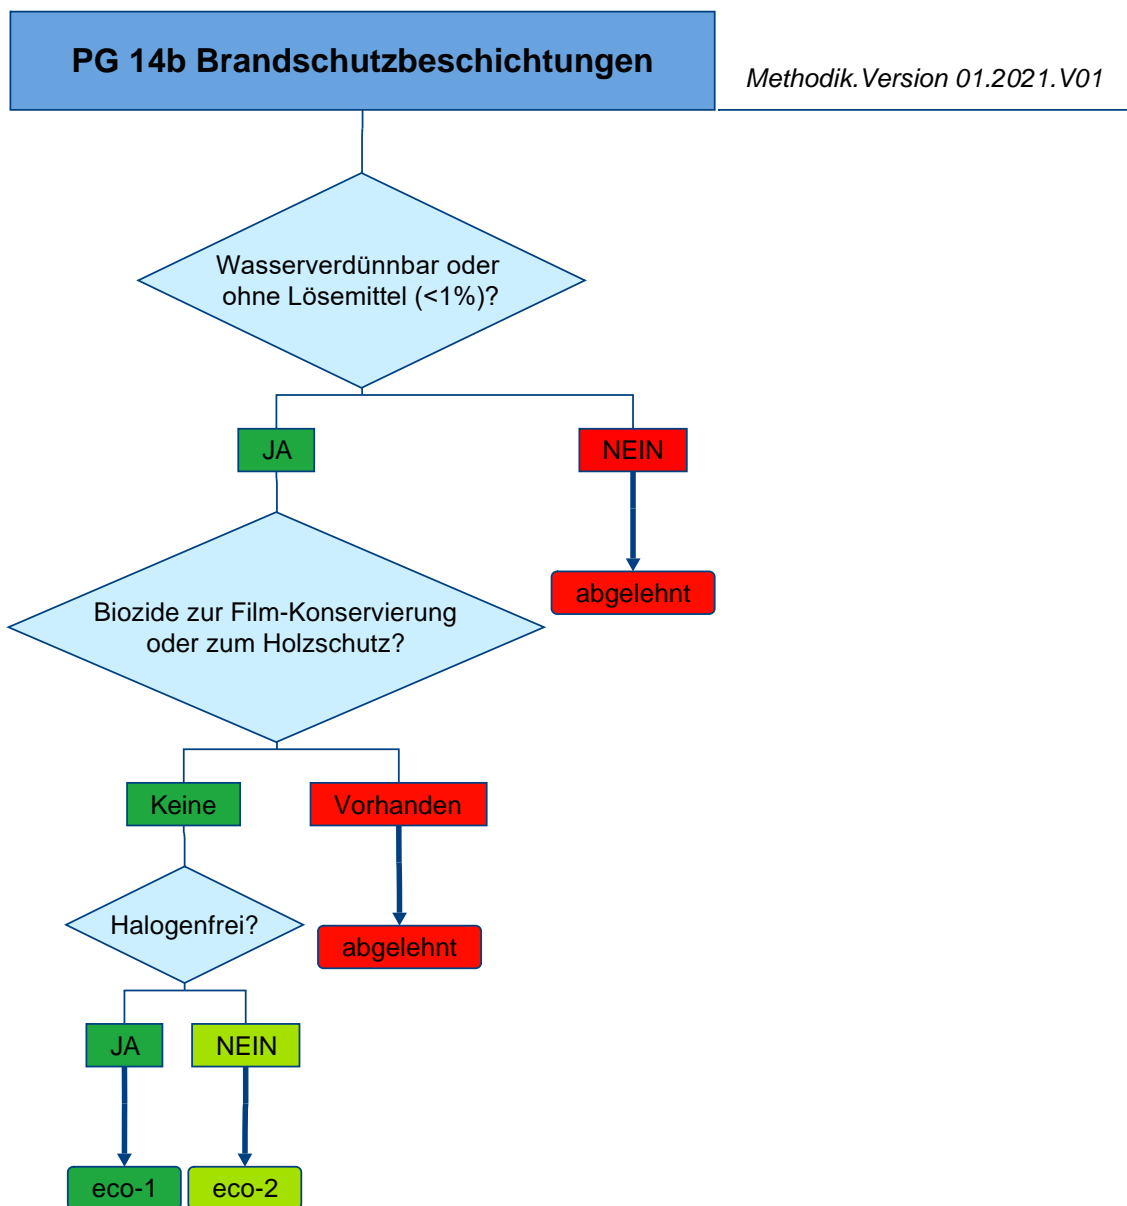 PG 14b Brandschutzbeschichtungen
Methodik.Version 01.2021.V01
Wasserverdünnbar oder
ohne Lösemittel (<1%)?
JA
NEIN
abgelehnt
Biozide zur Film-Konservierung
oder zum Holzschutz?
Keine
Vorhanden
Halogenfrei?
abgelehnt
JA
NEIN
eco-1
eco-2